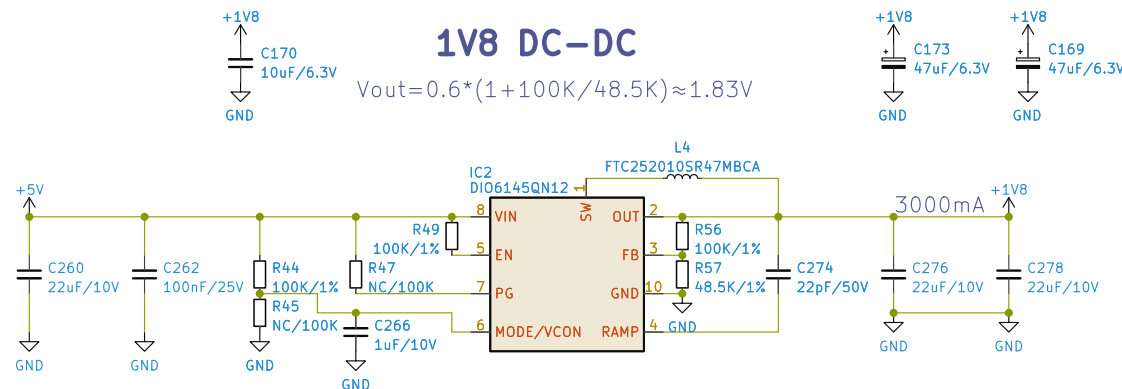 +1V8
C170
10uF/6.3V
GND
1V8 DC-DC
Vout=0.6*(1+100K/48.5K)≈1.83V
+1V8
C173
47uF/6.3V
GND
+1V8
C169
47uF/6.3V
GND
+5V
C260
22uF/10V
GND
C262
100nF/25V
GND
R44
100K/1%
R45
NC/100K
GND
R47
NC/100K
C266
1uF/10V
GND
R49
100K/1%
IC2
DIO6145QN12
8 VIN
5 EN
7 PG
6 MODE/VCON
1 SW
OUT 2
FB 3
GND 10
RAMP 4
L4
FTC252010SR47MBCA
R56
100K/1%
R57
48.5K/1%
GND
C274
22pF/50V
3000mA
+1V8
C276
22uF/10V
GND
C278
22uF/10V
GND